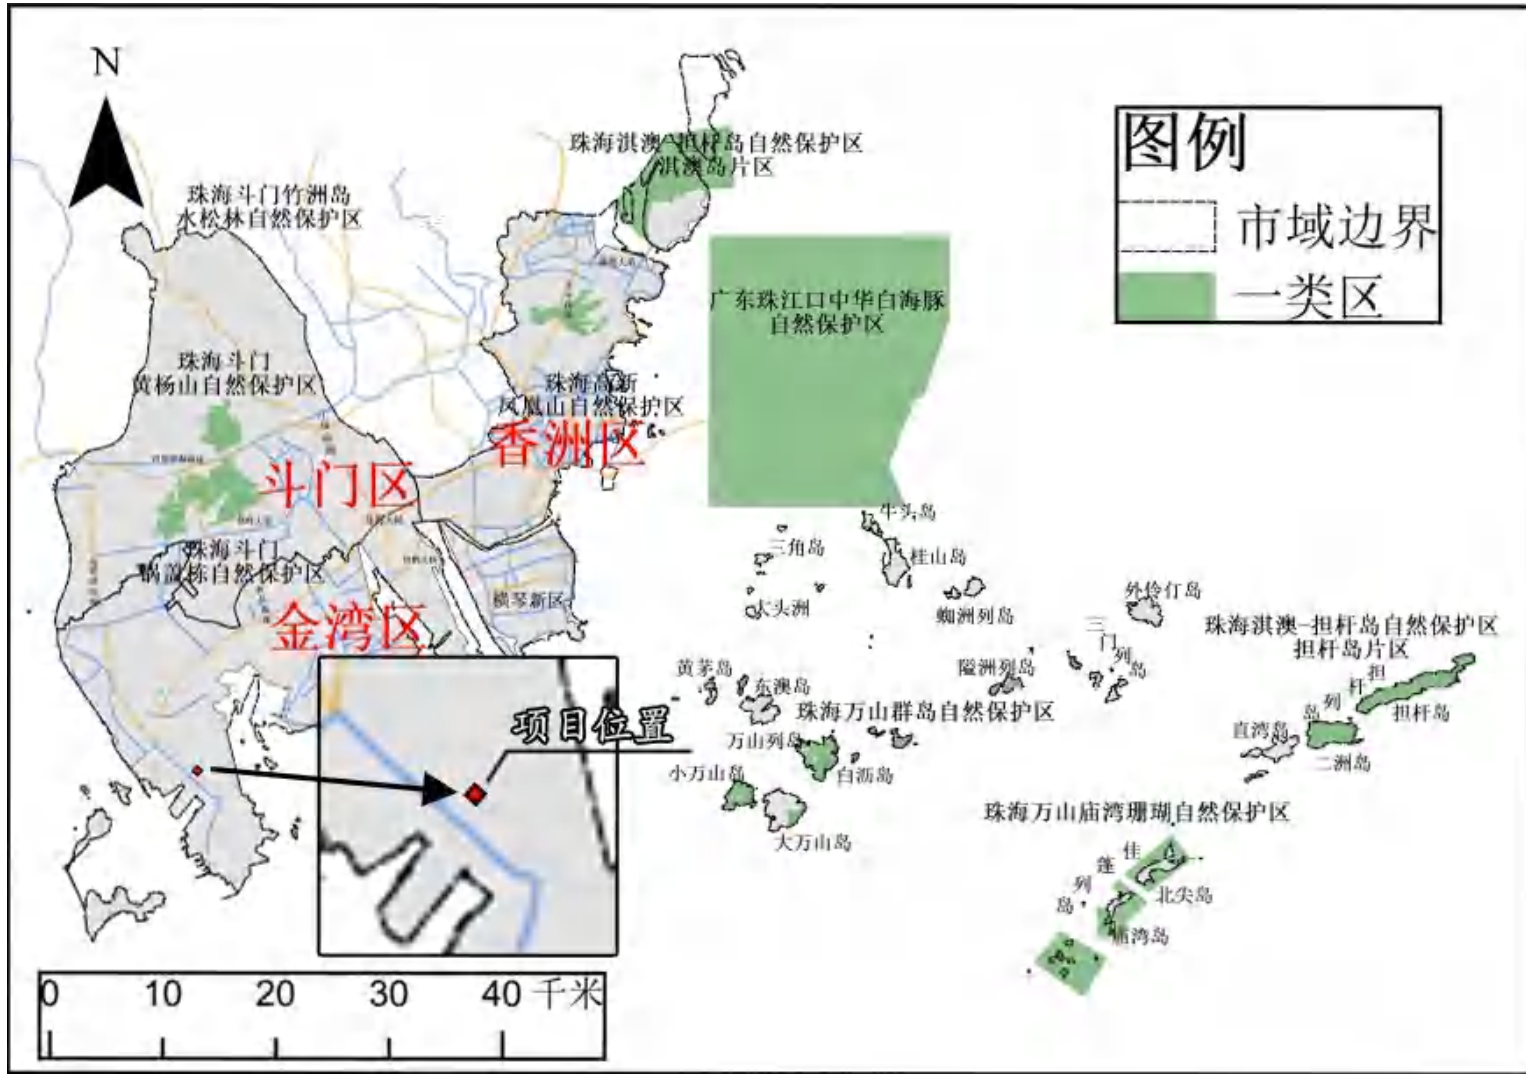 N
珠海淇澳-担杆岛自然保护区
淇澳岛片区
图例
市域边界
一类区
珠海斗门竹洲岛
水松林自然保护区
广东珠江口中华白海豚
自然保护区
珠海斗门
黄杨山自然保护区
珠海高新
凤凰山自然保护区
香洲区
斗门区
牛头岛
三角岛
桂山岛
珠海斗门
锅盖栋自然保护区
横琴新区
大头洲
蜘洲列岛
外伶仃岛
金湾区
三门列岛
珠海淇澳-担杆岛自然保护区
担杆岛片区
黄茅岛
东澳岛
隘洲列岛
担杆列岛
担杆岛
珠海万山群岛自然保护区
项目位置
万山列岛
直湾岛
二洲岛
小万山岛
白沥岛
大万山岛
珠海万山庙湾珊瑚自然保护区
佳蓬列岛
北尖岛
庙湾岛
0 10 20 30 40 千米